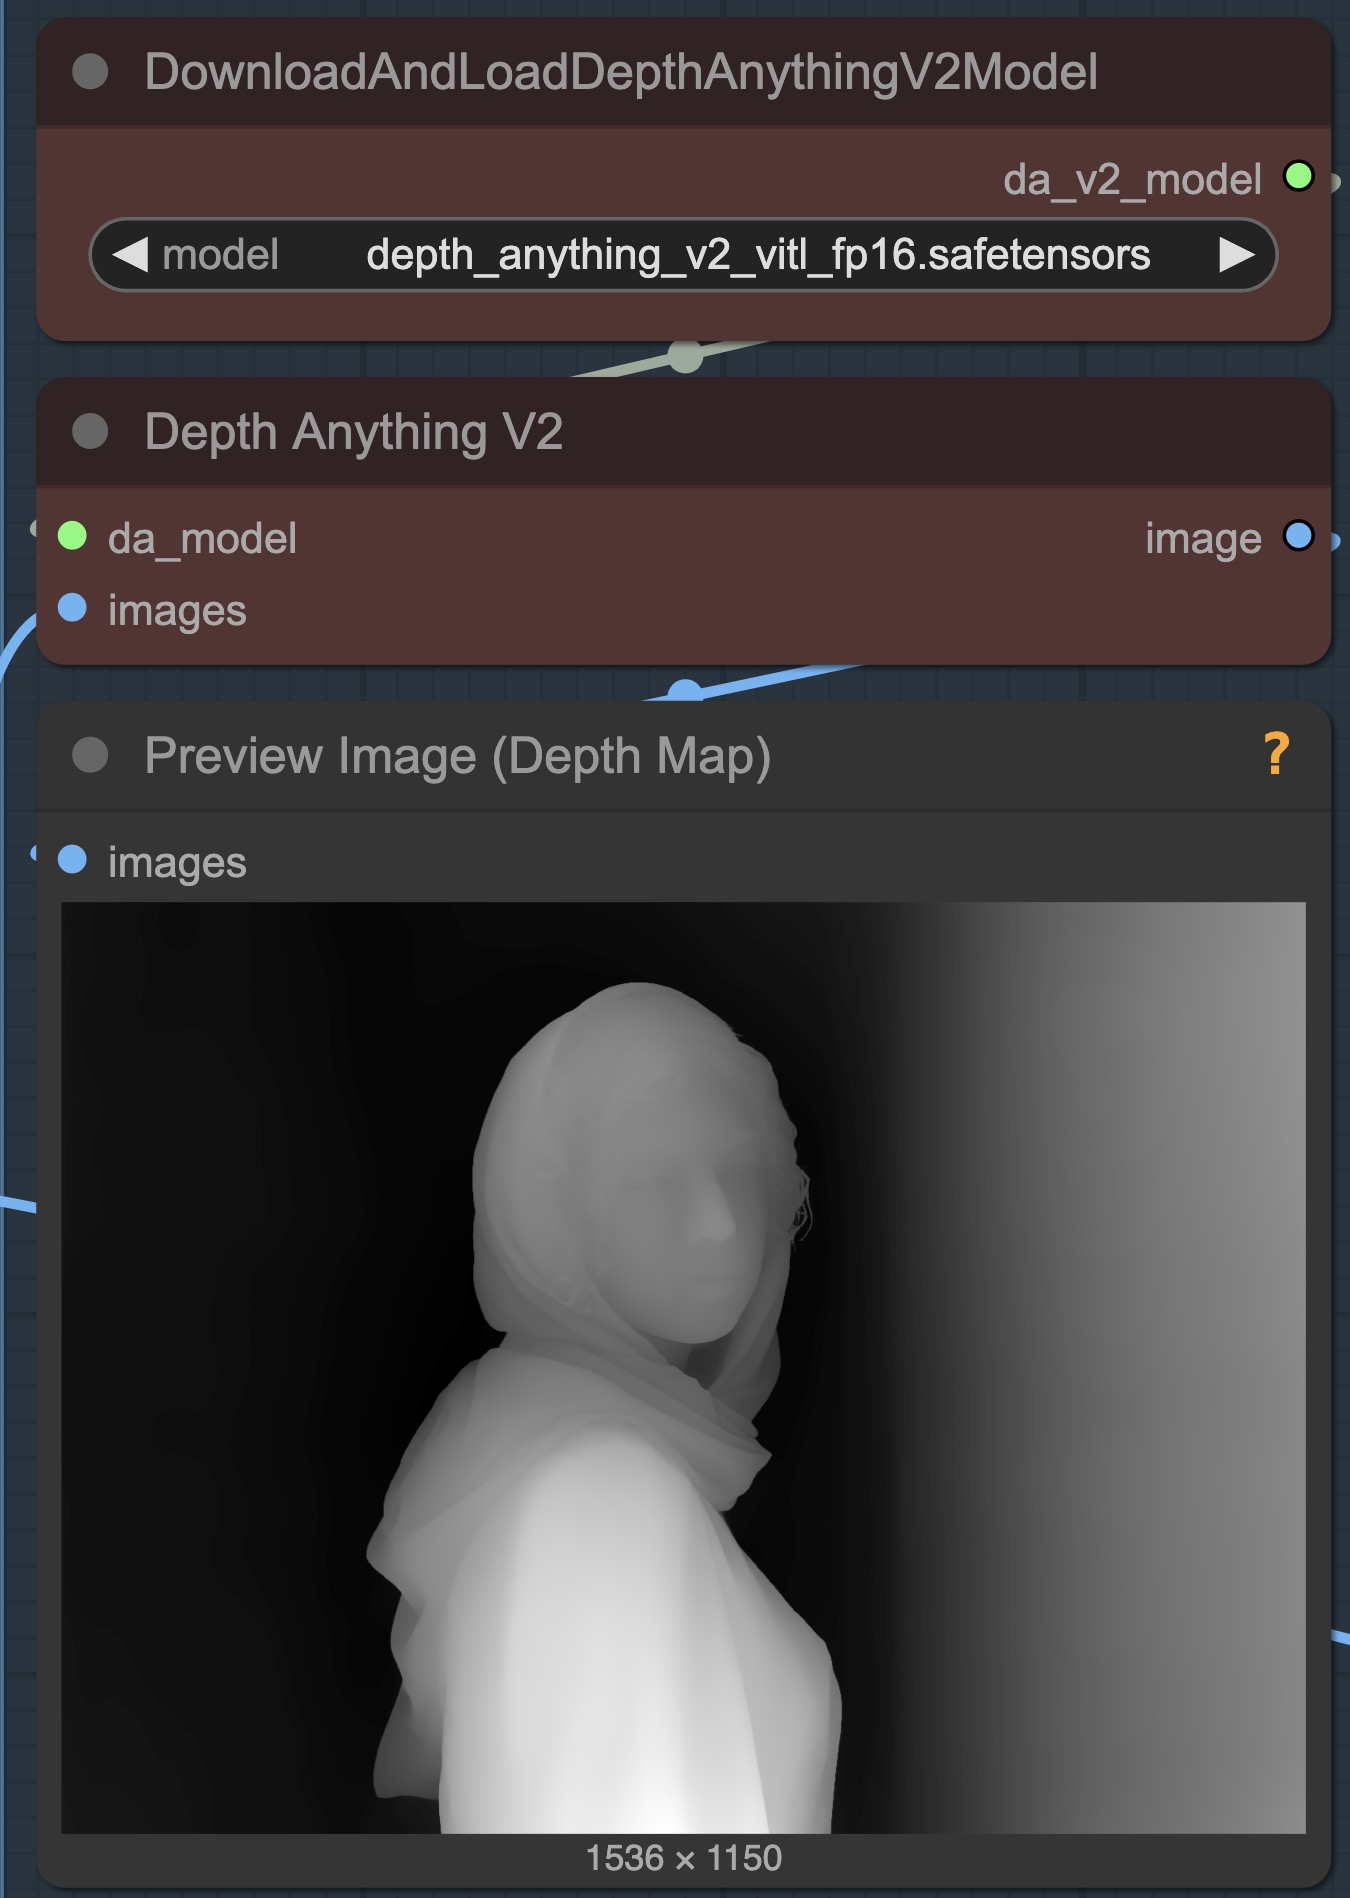 DownloadAndLoadDepthAnythingV2Model
da_v2_model
model depth_anything_v2_vitl_fp16.safetensors
Depth Anything V2
da_model image
images
Preview Image (Depth Map) ?
images
1536 × 1150